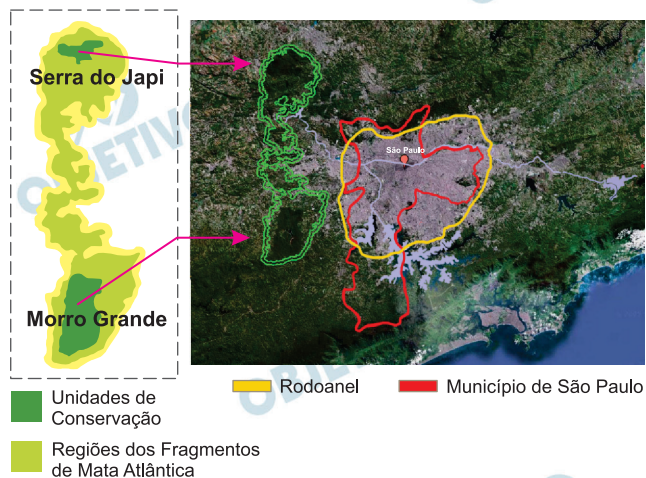 Serra do Japi
São Paulo
Morro Grande
Unidades de
Conservação
Regiões dos Fragmentos
de Mata Atlântica
Rodoanel
Município de São Paulo
OBJETIVO